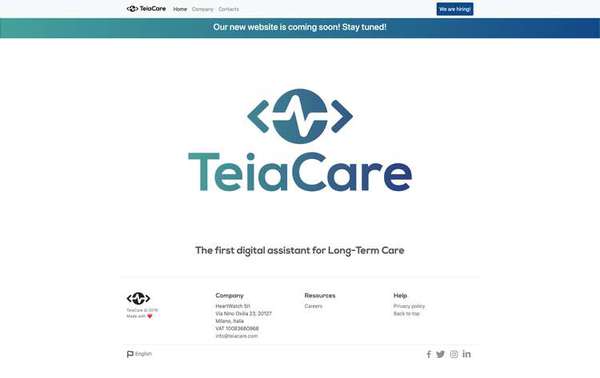 TeiaCare Home Company Contacts We are hiring!
Our new website is coming soon! Stay tuned!
TeiaCare
The first digital assistant for Long-Term Care
Company Resources Help
HeartWatch Srl Careers Privacy policy
TeiaCare © 2019 Via Nino Oxilia 23, 20127 Back to top
Made with ❤️ Milano, Italia
VAT 10083680968
info@teiacare.com
English